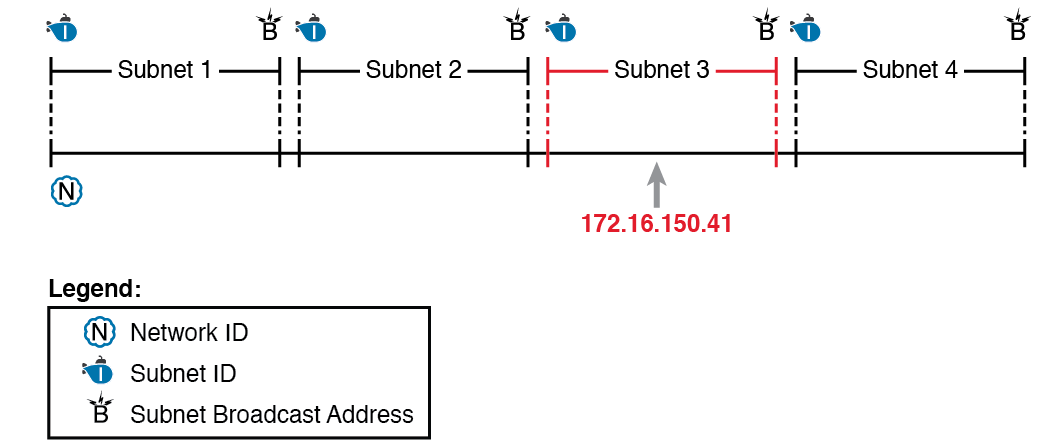 I B I B I B I B
Subnet 1 Subnet 2 Subnet 3 Subnet 4
N
172.16.150.41
Legend:
N Network ID
I Subnet ID
B Subnet Broadcast Address